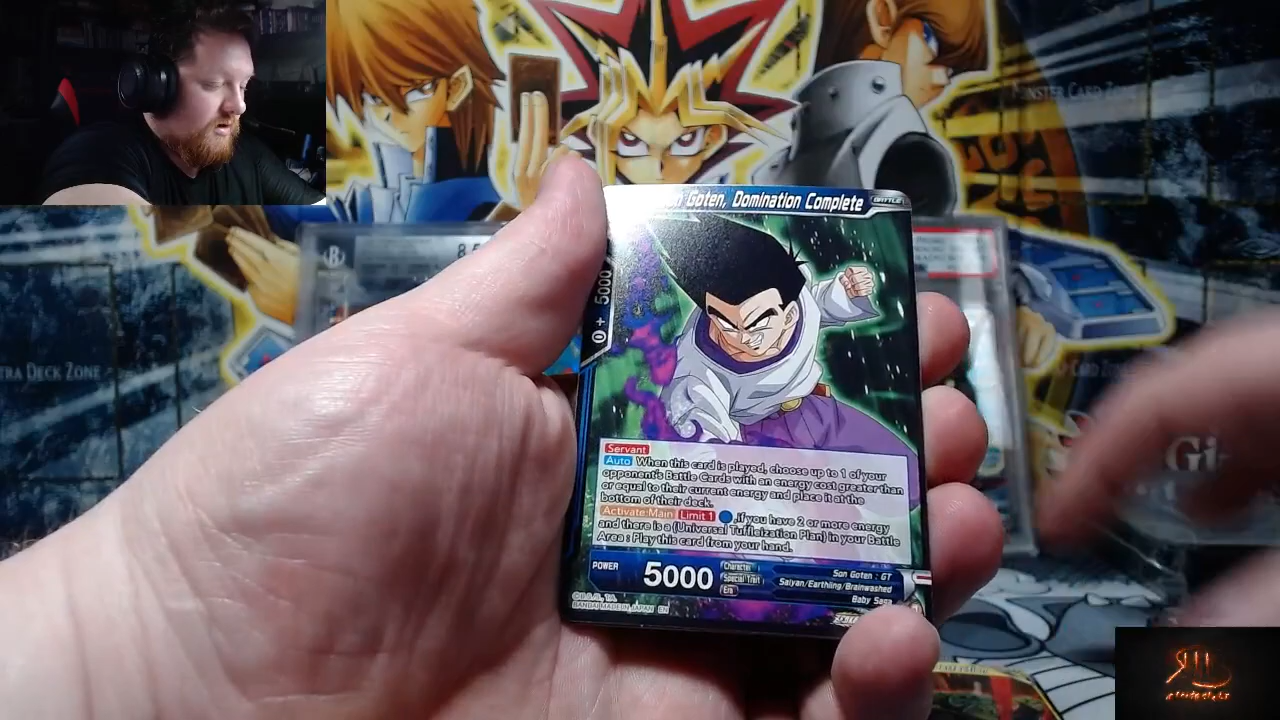 Goten, Domination Complete
BATTLE
5000
Servant
Auto When this card is played, choose up to 1 of your
opponent's Battle Cards with an energy cost greater than
or equal to their current energy and place it at the
bottom of their deck.
Activate:Main Limit 1 ,if you have 2 or more energy
and there is a {Universal Tuffleization Plan} in your Battle
Area : Play this card from your hand.
POWER 5000
Character Son Goten : GT
Special Trait Saiyan/Earthling/Brainwashed
Era Baby Saga
BANDAI MADE IN JAPAN EN
TRA DECK ZONE
NSTER CARD ZONE